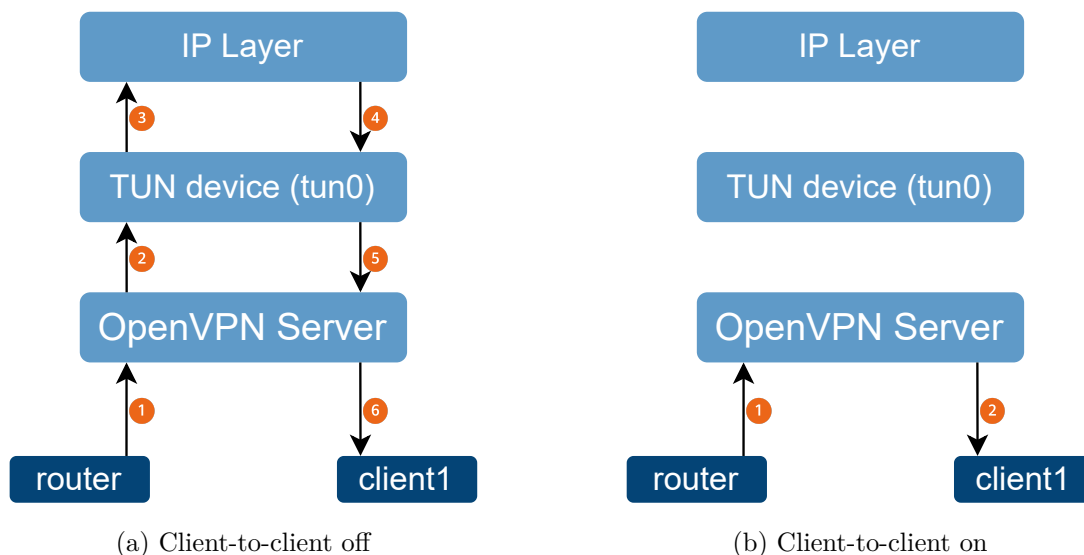 IP Layer
3
4
TUN device (tun0)
2
5
OpenVPN Server
1
6
router
client1
(a) Client-to-client off
IP Layer
TUN device (tun0)
OpenVPN Server
1
2
router
client1
(b) Client-to-client on